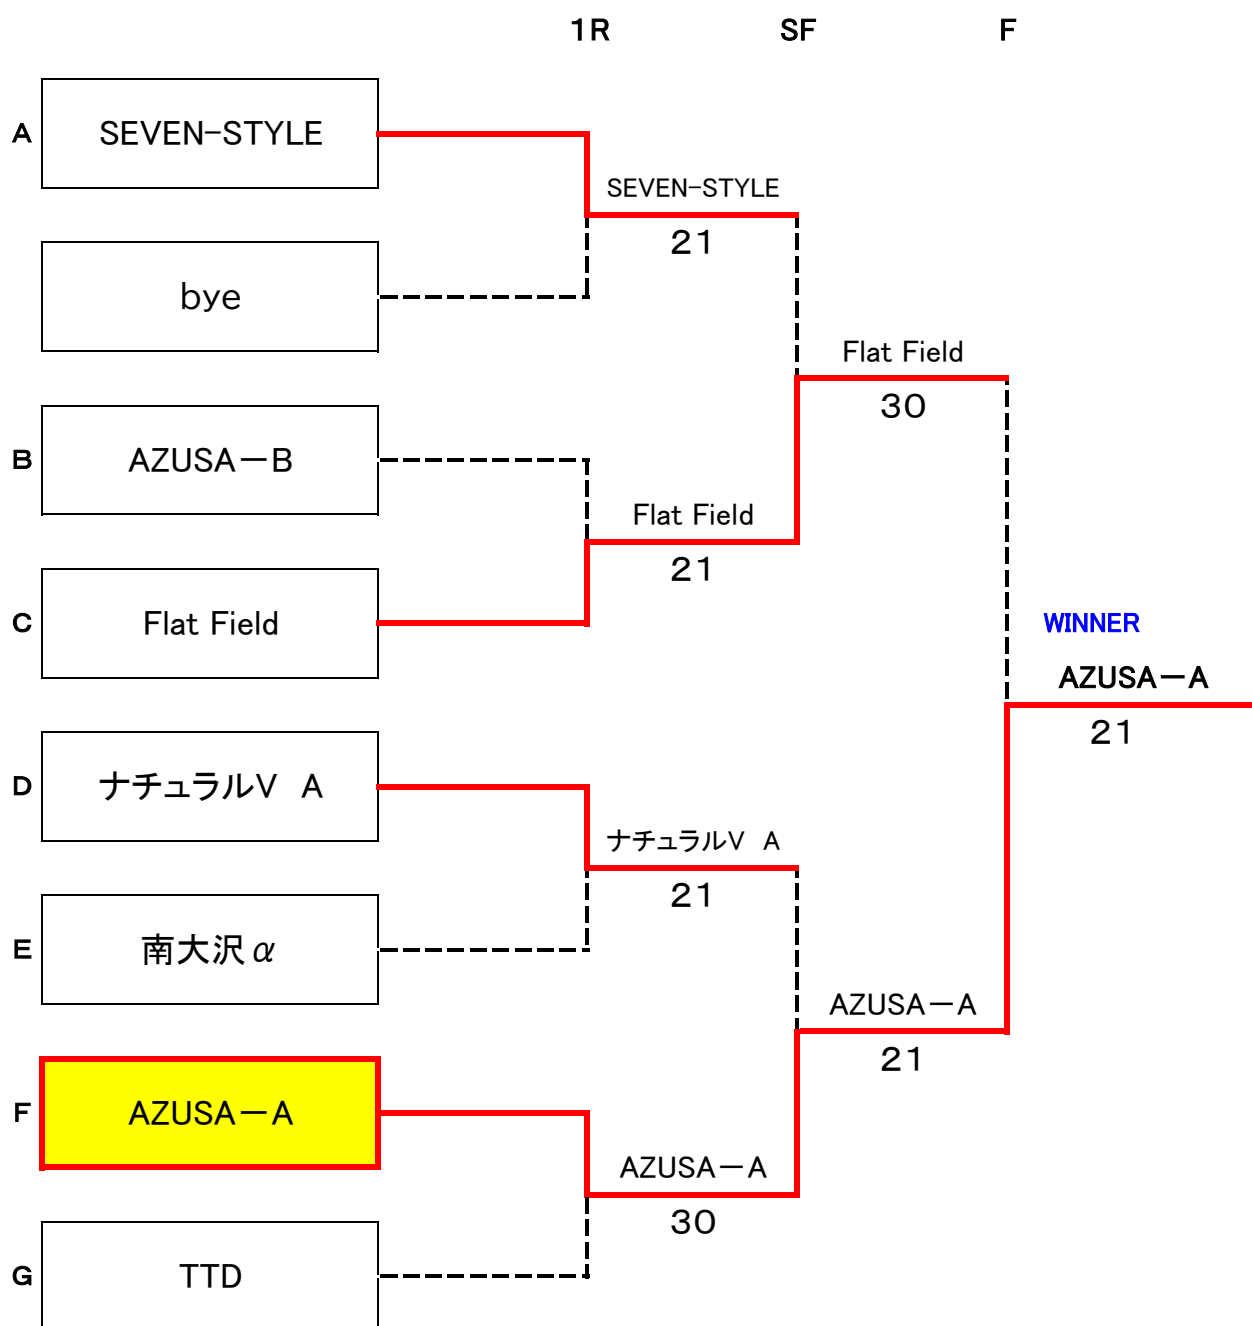 1R SF F
A SEVEN-STYLE
SEVEN-STYLE
21
bye
Flat Field
30
B AZUSA-B
Flat Field
21
C Flat Field
WINNER
AZUSA-A
21
D ナチュラルV A
ナチュラルV A
21
E 南大沢α
AZUSA-A
21
F AZUSA-A
AZUSA-A
30
G TTD